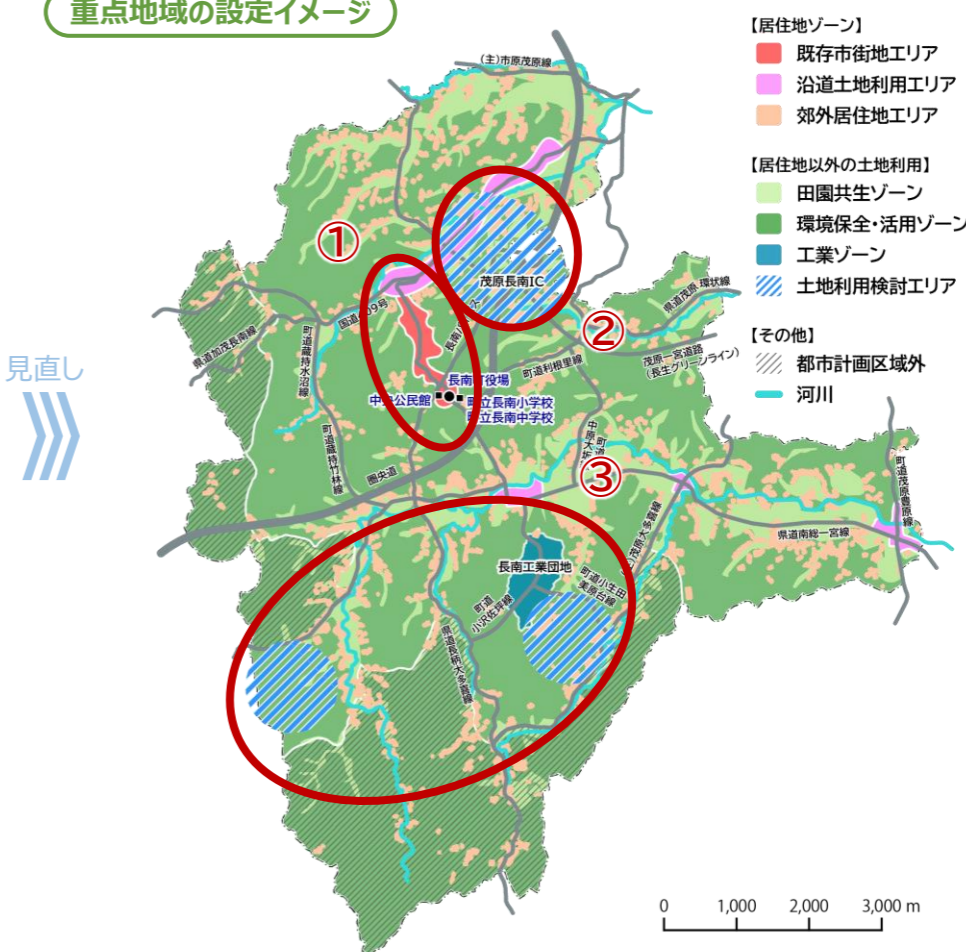 重点地域の設定イメージ
【居住地ゾーン】
既存市街地エリア
沿道土地利用エリア
郊外居住地エリア
【居住地以外の土地利用】
田園共生ゾーン
環境保全・活用ゾーン
工業ゾーン
土地利用検討エリア
【その他】
都市計画区域外
河川
見直し
(主)市原茂原線
①
茂原長南IC
国道409号
県道加茂長南線
町道蔵持水沼線
県道茂原環状線
②
茂原一宮道路
(長生グリーンライン)
町道利根里線
長南町役場
町立長南小学校
町立長南中学校
町道蔵持竹林線
圏央道
③
町道茂原豊原線
県道南総一宮線
長南工業団地
町道小生田
美原台線
町道
小沢佐坪線
県道長柄大多喜線
0 1,000 2,000 3,000 m